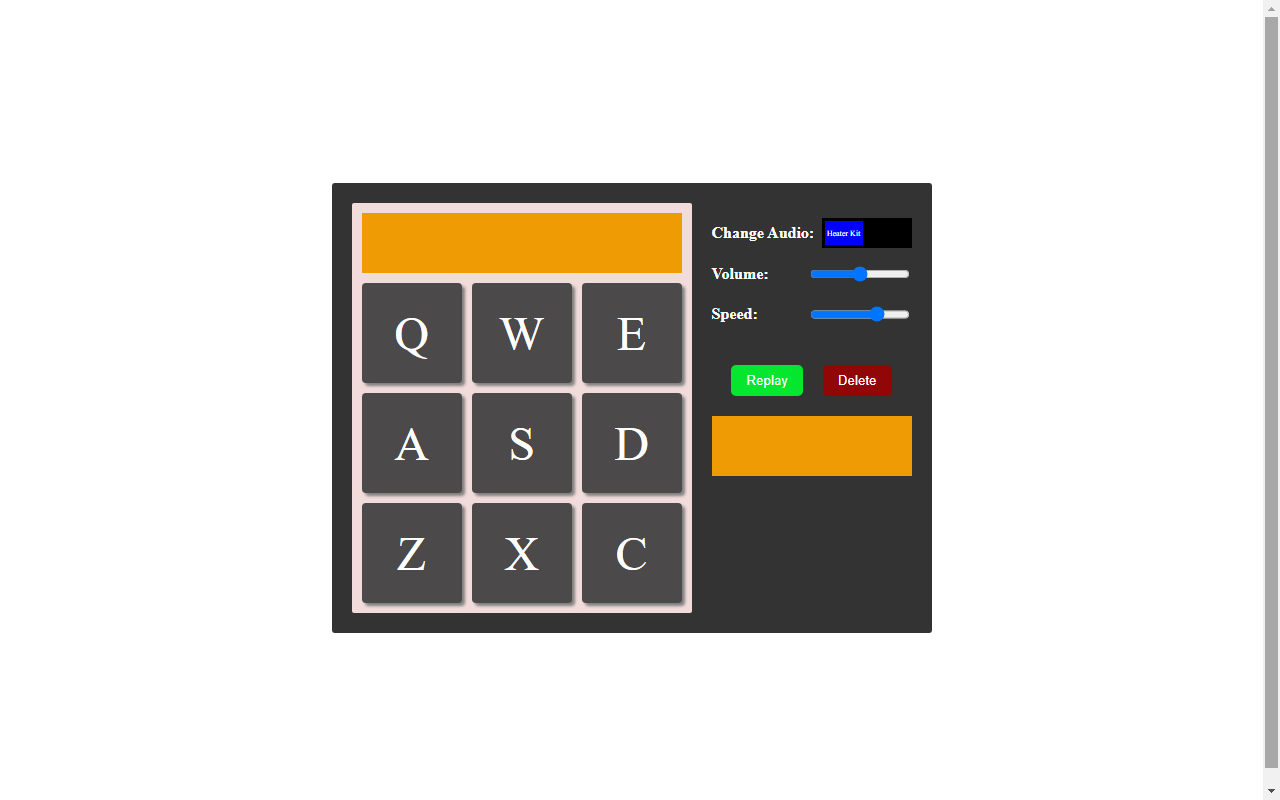 Change Audio: Heater Kit
Volume:
Speed:
Q W E
Replay Delete
A S D
Z X C